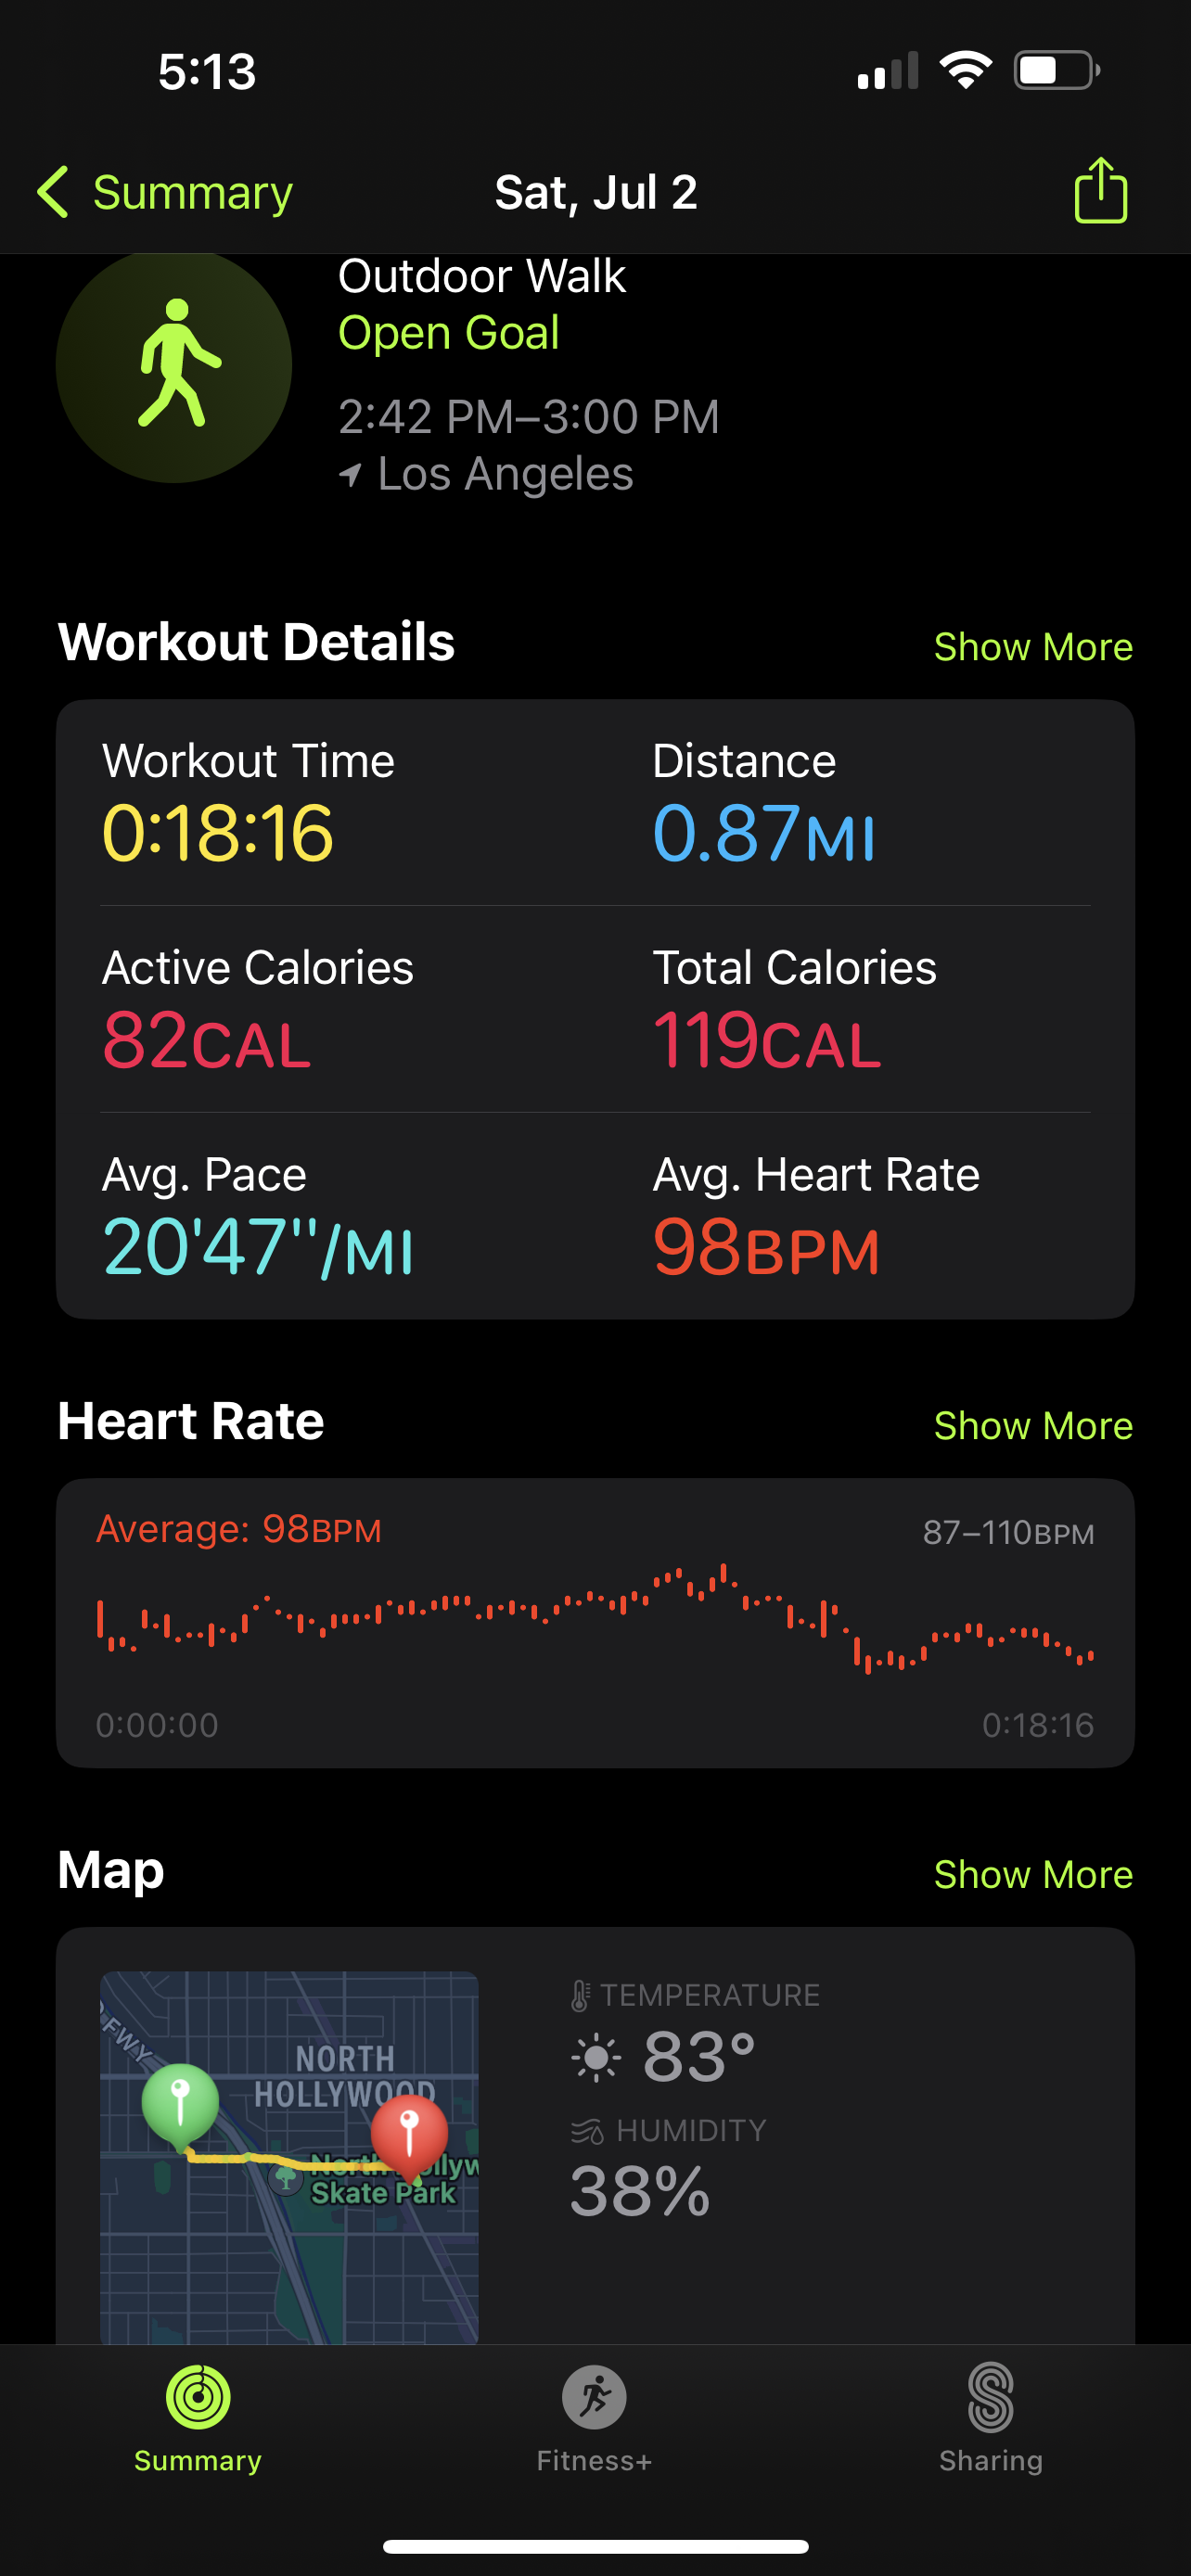 5:13
Summary
Sat, Jul 2
Outdoor Walk
Open Goal
2:42 PM–3:00 PM
Los Angeles
Workout Details
Show More
Workout Time
Distance
0:18:16
0.87MI
Active Calories
Total Calories
82CAL
119CAL
Avg. Pace
Avg. Heart Rate
20'47"/MI
98BPM
Heart Rate
Show More
Average: 98BPM
87–110BPM
0:00:00
0:18:16
Map
Show More
FWY
NORTH
HOLLYWOOD
North
Skate Park
TEMPERATURE
83°
HUMIDITY
38%
Summary
Fitness+
Sharing